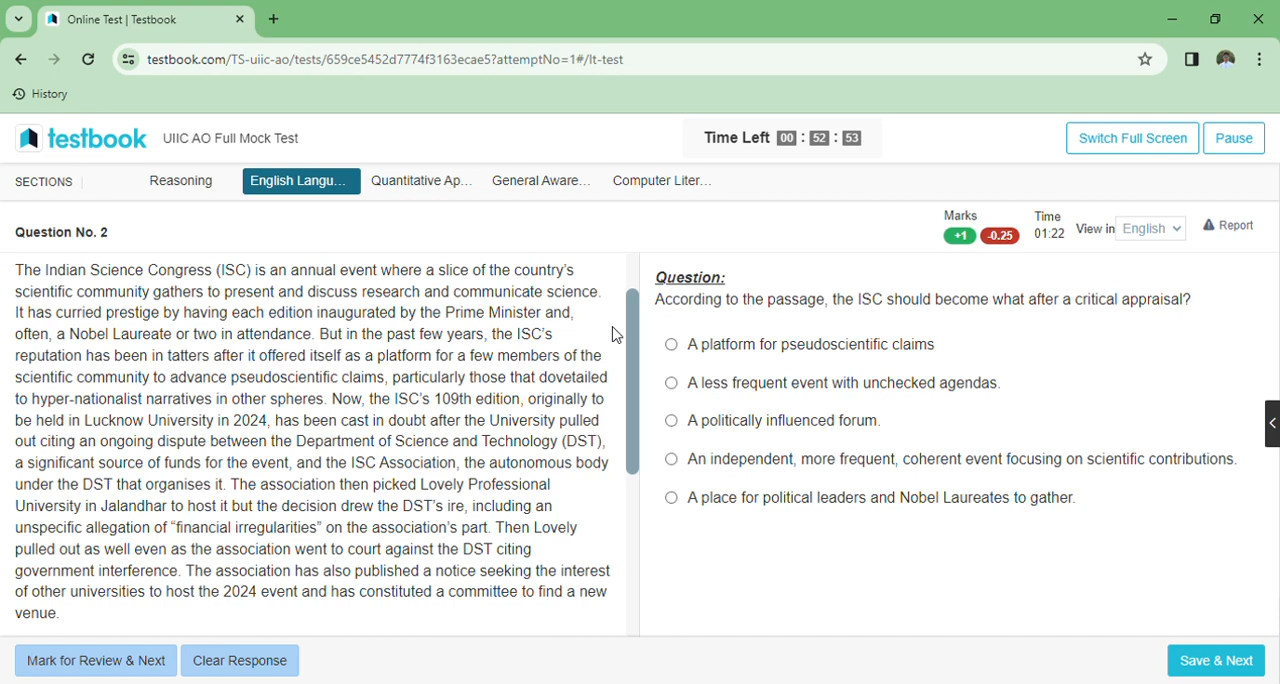 Online Test | Testbook
testbook.com/TS-uiic-ao/tests/659ce5452d7774f3163ecae5?attemptNo=1#/lt-test
History
testbook UIIC AO Full Mock Test Time Left 00 : 52 : 53 Switch Full Screen Pause
SECTIONS Reasoning English Langu... Quantitative Ap... General Aware... Computer Liter...
Question No. 2
Marks
+1 -0.25
Time
01:22
View in English
Report
The Indian Science Congress (ISC) is an annual event where a slice of the country's
scientific community gathers to present and discuss research and communicate science.
It has curried prestige by having each edition inaugurated by the Prime Minister and,
often, a Nobel Laureate or two in attendance. But in the past few years, the ISC's
reputation has been in tatters after it offered itself as a platform for a few members of the
scientific community to advance pseudoscientific claims, particularly those that dovetailed
to hyper-nationalist narratives in other spheres. Now, the ISC's 109th edition, originally to
be held in Lucknow University in 2024, has been cast in doubt after the University pulled
out citing an ongoing dispute between the Department of Science and Technology (DST),
a significant source of funds for the event, and the ISC Association, the autonomous body
under the DST that organises it. The association then picked Lovely Professional
University in Jalandhar to host it but the decision drew the DST's ire, including an
unspecific allegation of “financial irregularities” on the association's part. Then Lovely
pulled out as well even as the association went to court against the DST citing
government interference. The association has also published a notice seeking the interest
of other universities to host the 2024 event and has constituted a committee to find a new
venue.
Question:
According to the passage, the ISC should become what after a critical appraisal?
A platform for pseudoscientific claims
A less frequent event with unchecked agendas.
A politically influenced forum.
An independent, more frequent, coherent event focusing on scientific contributions.
A place for political leaders and Nobel Laureates to gather.
Mark for Review & Next Clear Response Save & Next